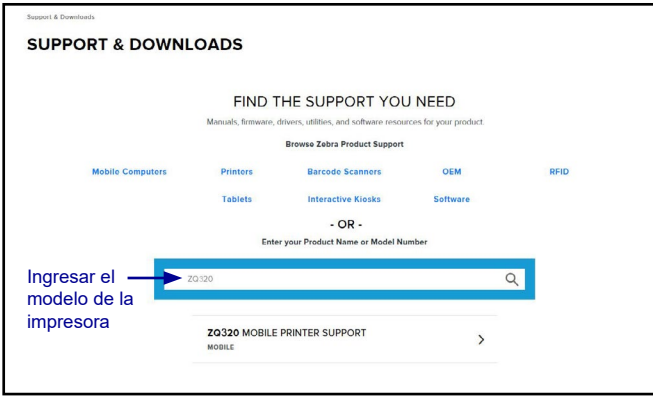 Support & Downloads
SUPPORT & DOWNLOADS
FIND THE SUPPORT YOU NEED
Manuals, firmware, drivers, utilities, and software resources for your product.
Browse Zebra Product Support
Mobile Computers Printers Barcode Scanners OEM RFID
Tablets Interactive Kiosks Software
- OR -
Enter your Product Name or Model Number
Ingresar el
modelo de la
impresora
ZQ320
ZQ320 MOBILE PRINTER SUPPORT
MOBILE